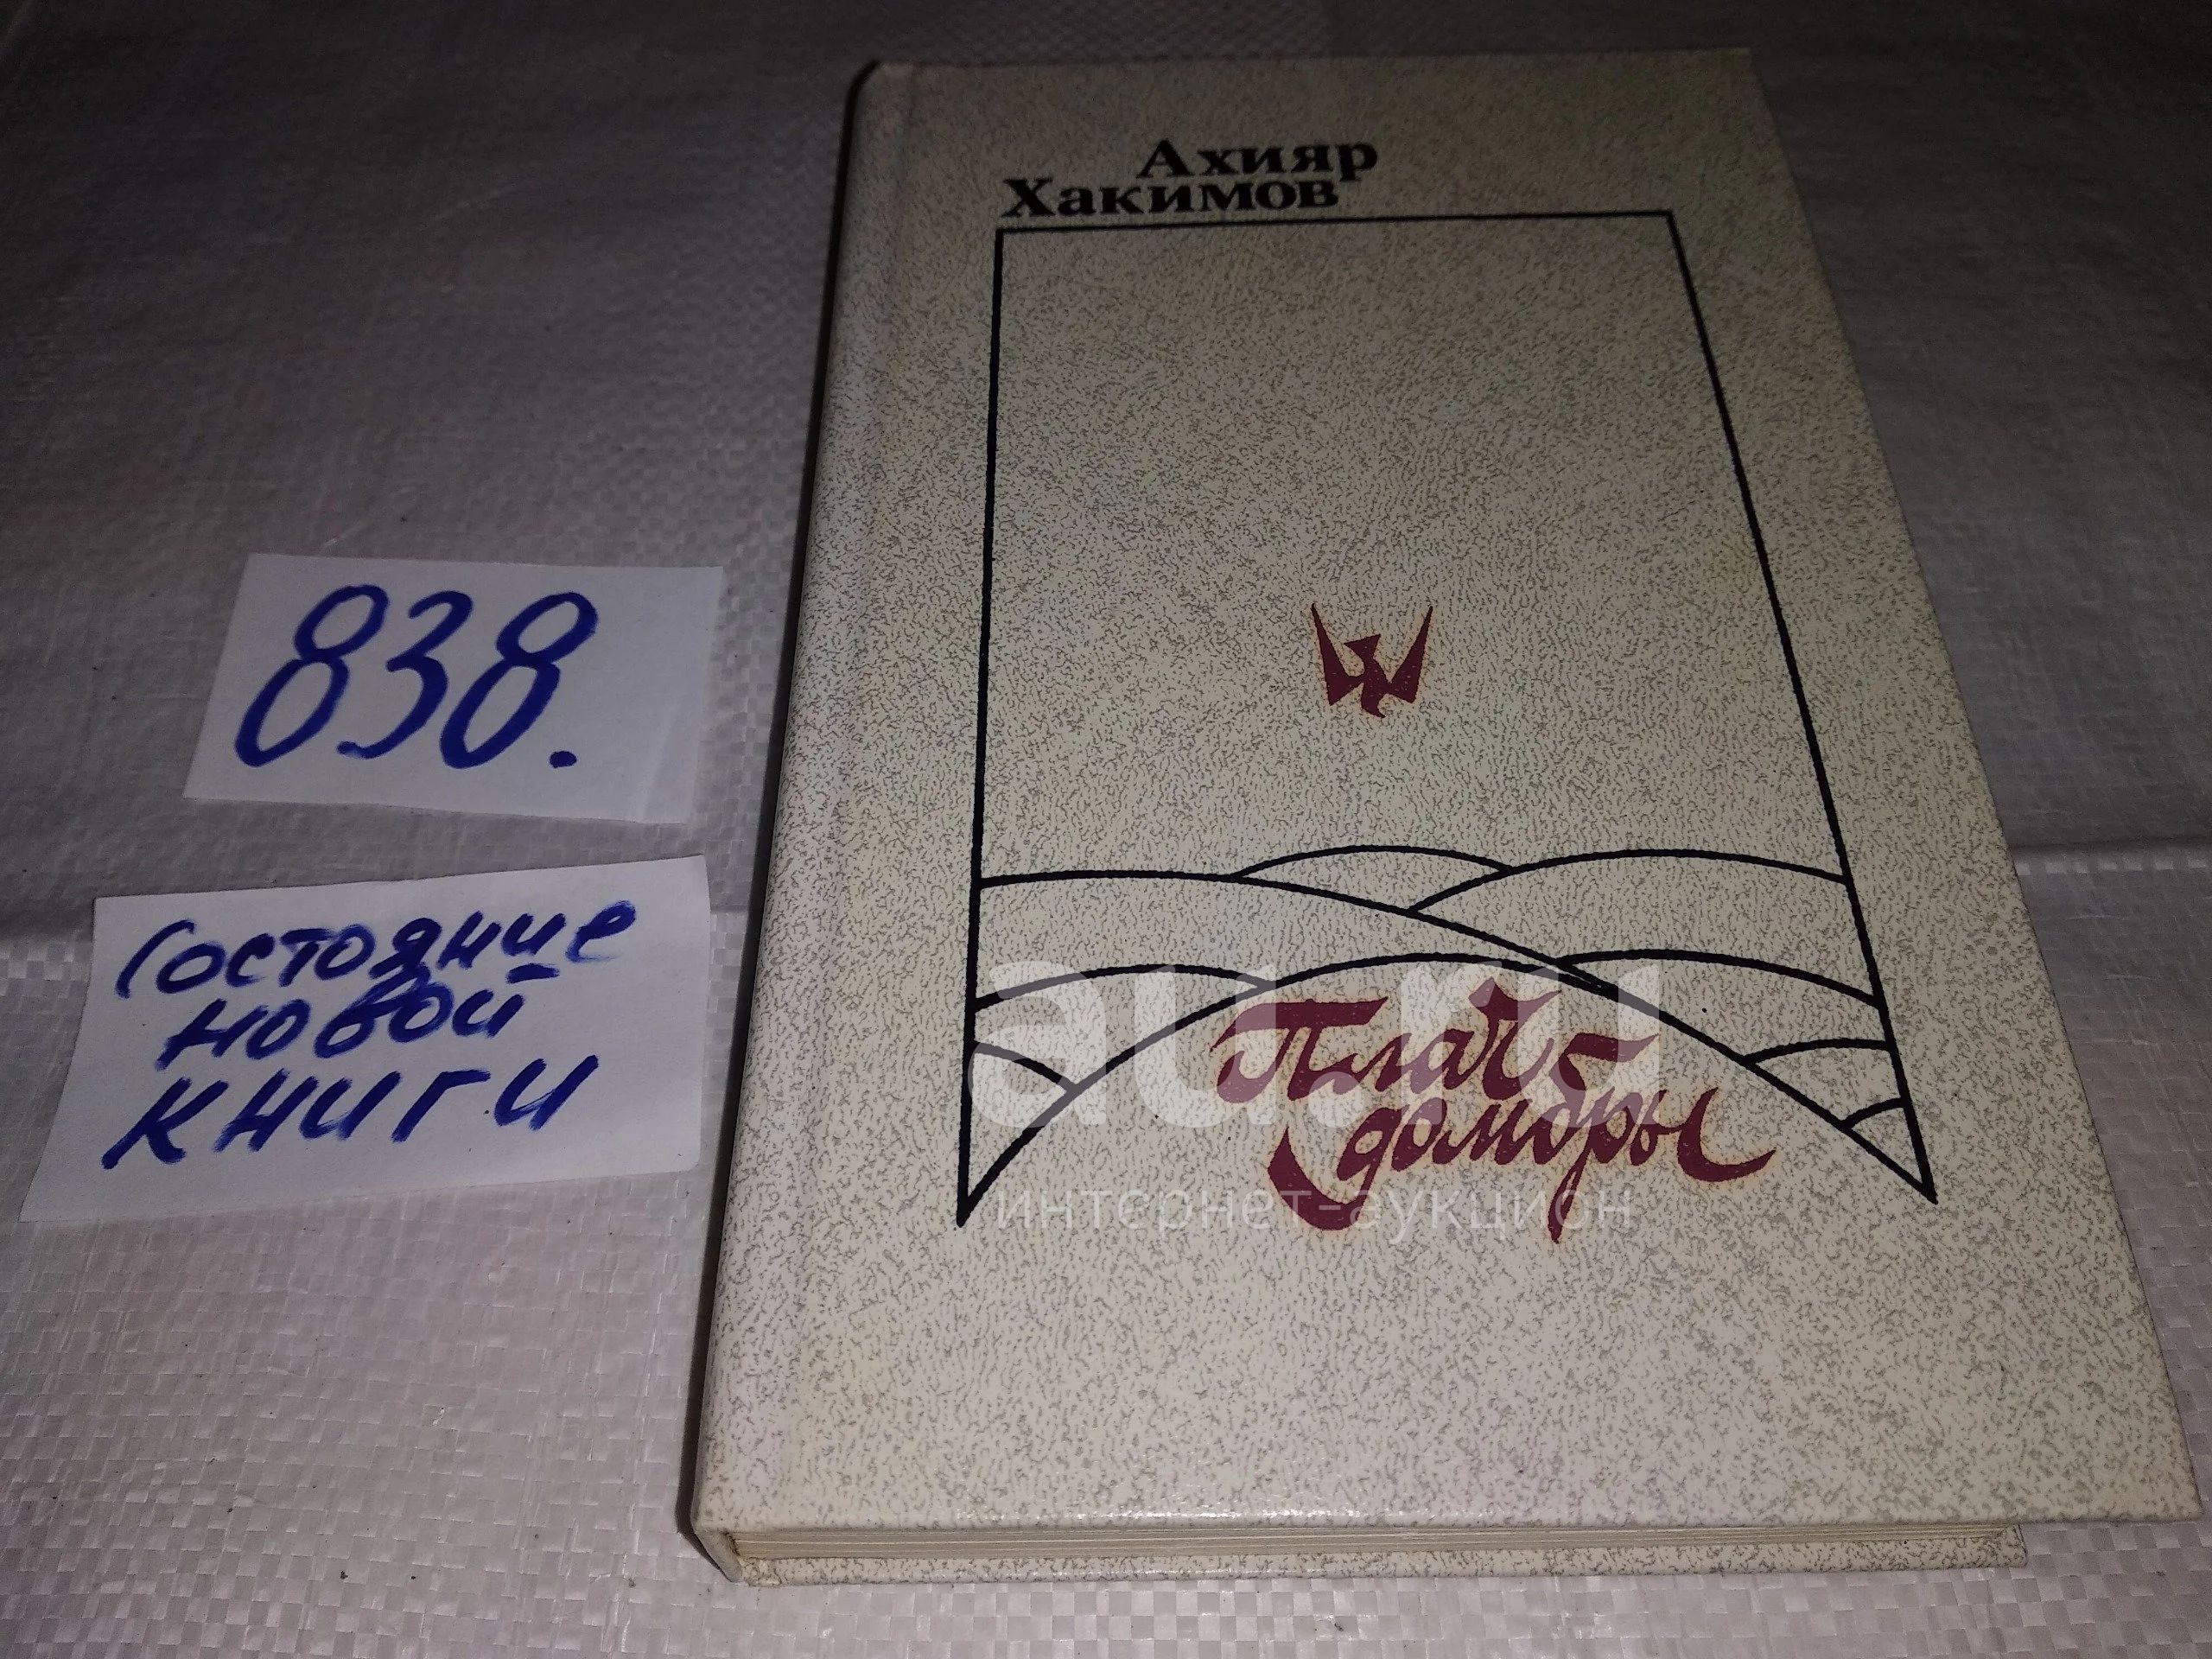 Ахияр
Хакимов
838.
Состояние
новой
книги
Плач
домбры
au.ru
интернет-аукцион